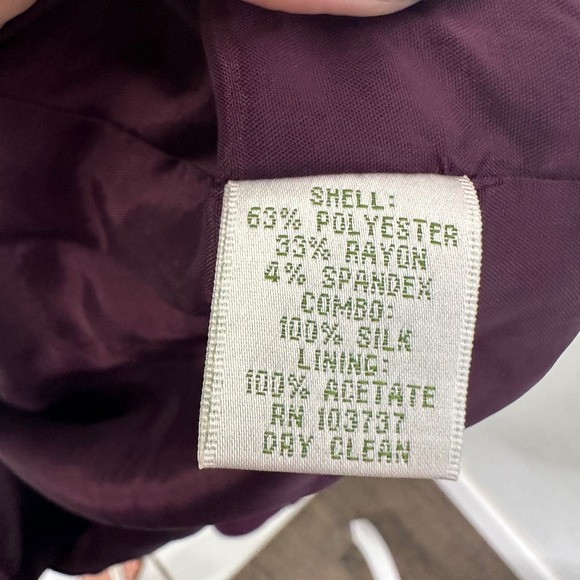 SHELL:
63% POLYESTER
33% RAYON
4% SPANDEX
COMBO:
100% SILK
LINING:
100% ACETATE
RN 103737
DRY CLEAN